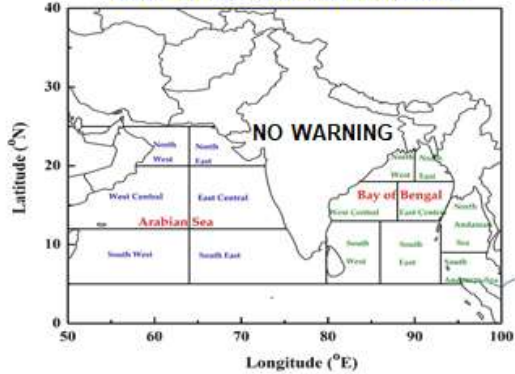 40
30
20
10
0
Latitude (°N)
NO WARNING
North
West
North
East
West Central
East Central
Arabian Sea
South West
South East
North
West
North
East
Bay of Bengal
West Central
East Central
South
West
South
East
North
Andaman
Sea
South
Andaman Sea
50
60
70
80
90
100
Longitude (°E)